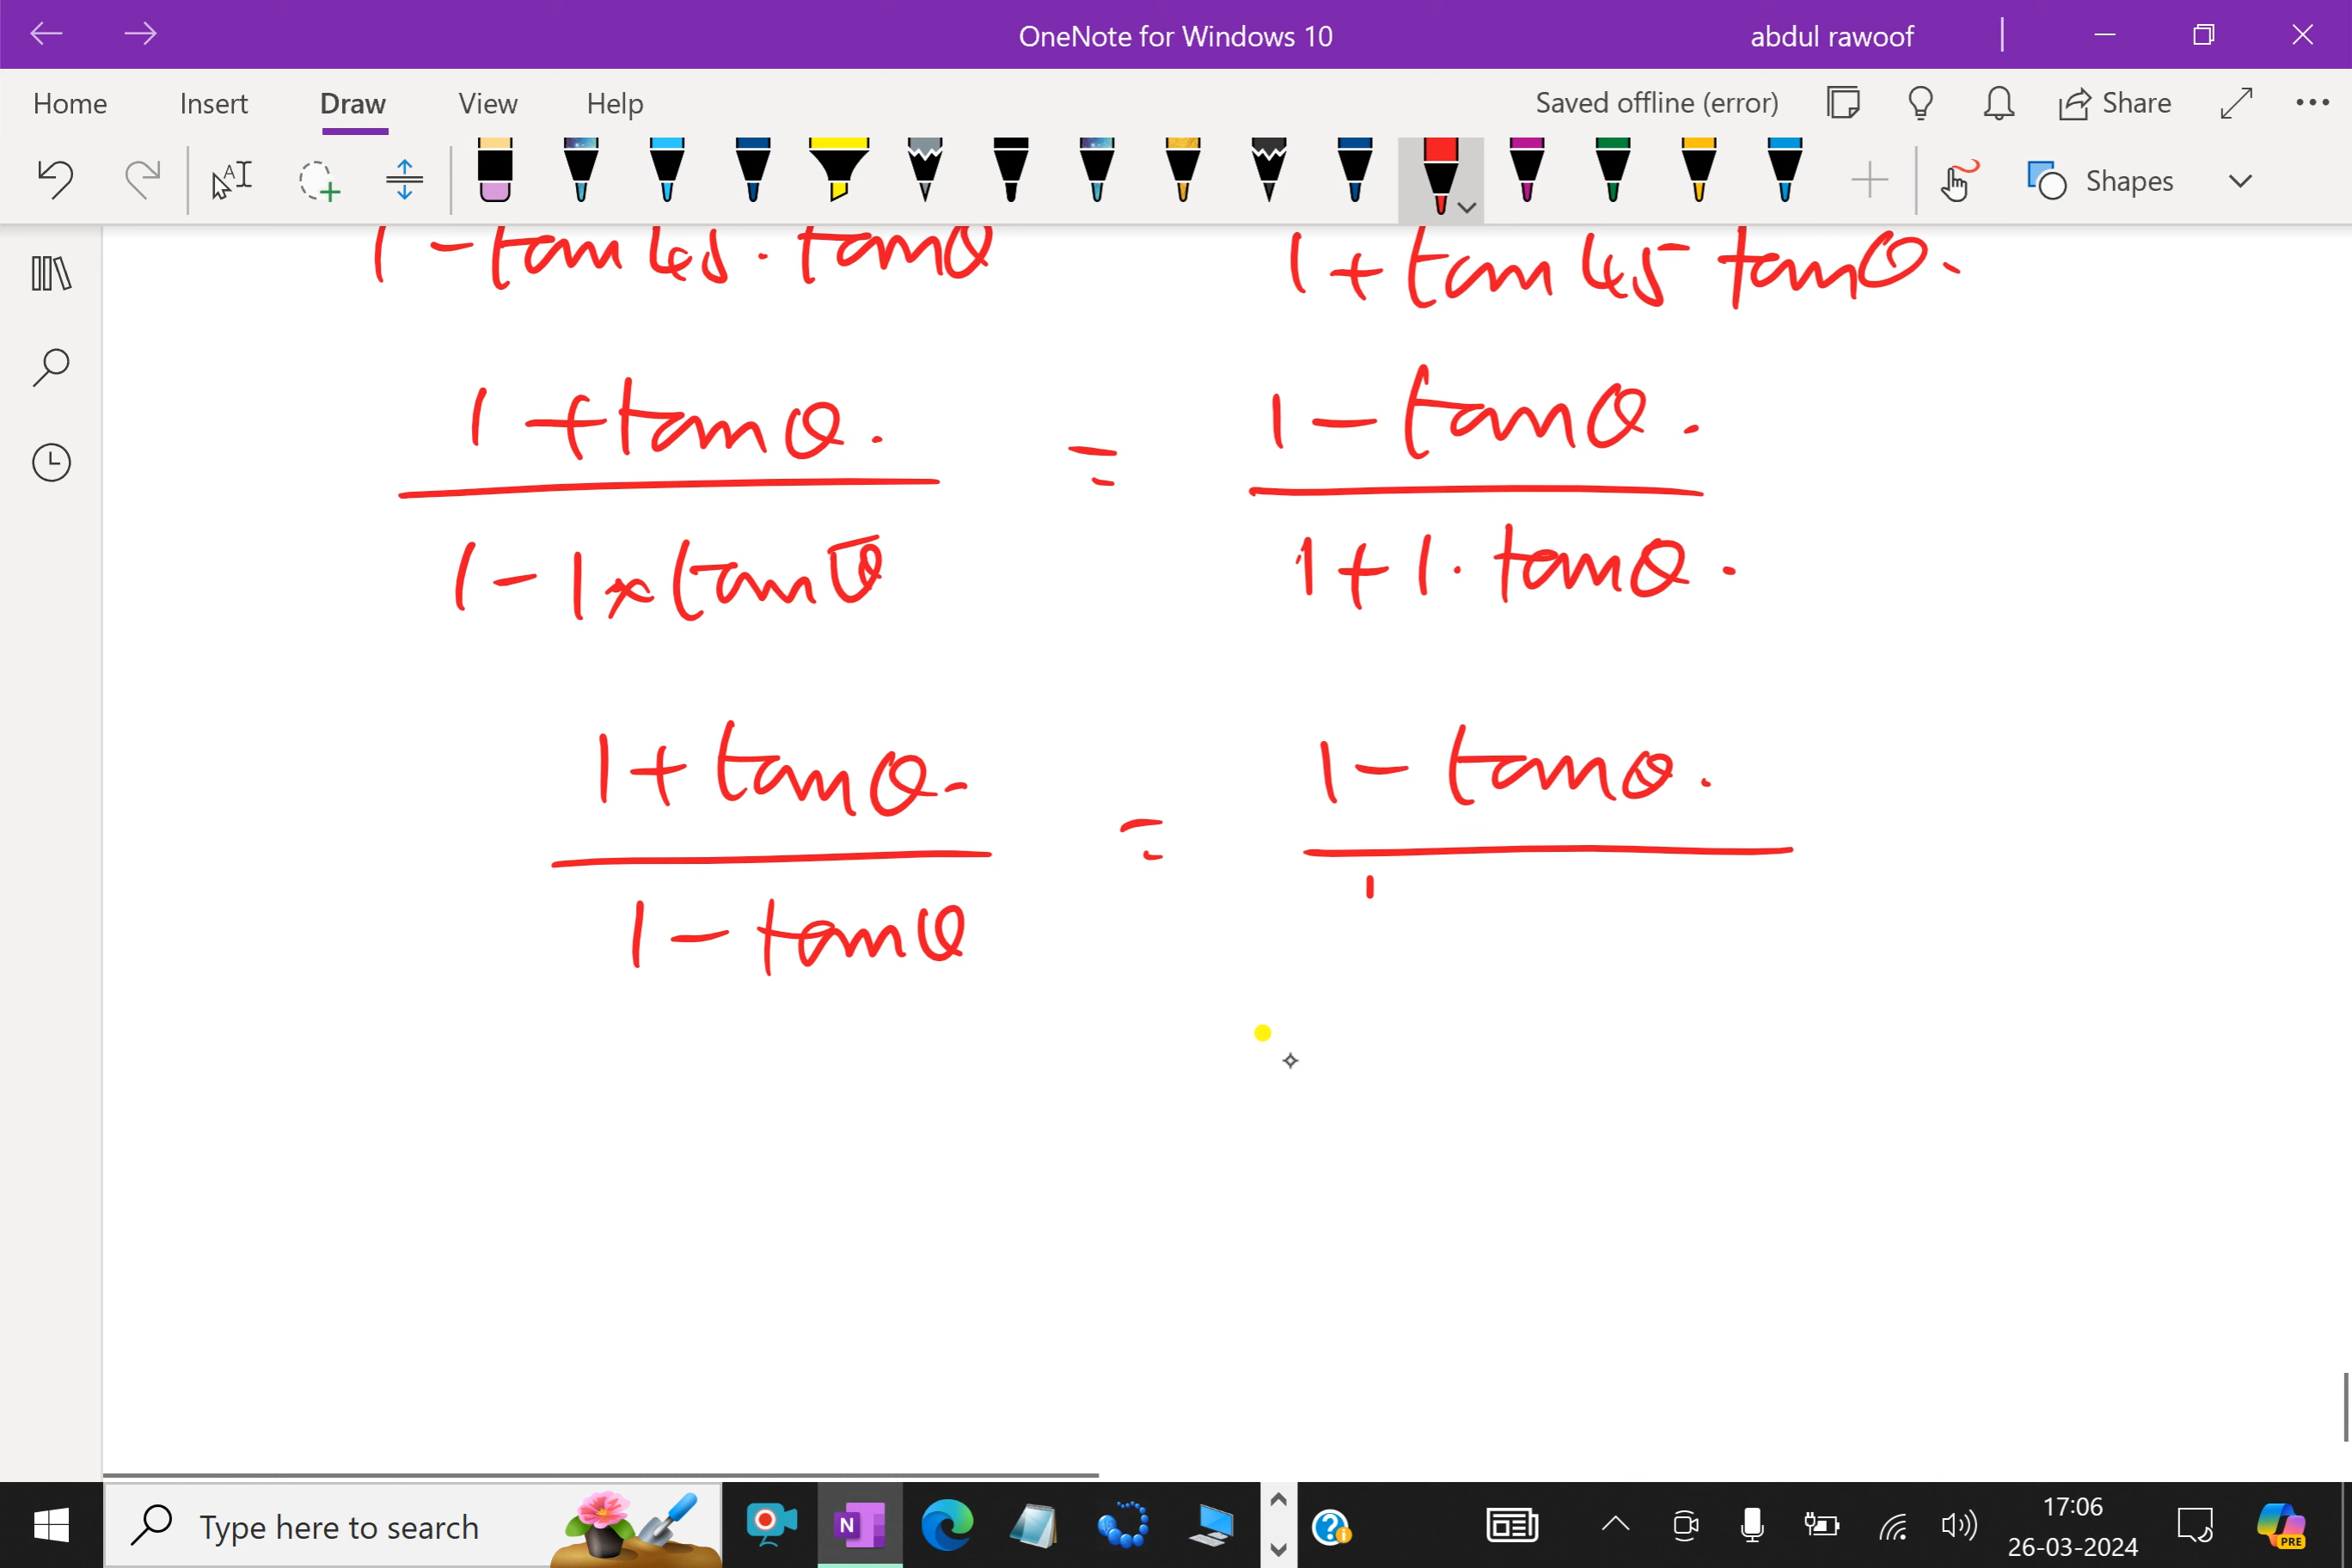 OneNote for Windows 10
abdul rawoof
Home Insert Draw View Help
Saved offline (error) Share
Shapes
1 - tan 45 . tanθ
1 + tan 45 tanθ.
1 + tanθ. = 1 - tanθ.
1 - 1 × tanθ
1 + 1 . tanθ.
1 + tanθ. = 1 - tanθ.
1 - tanθ
1
Type here to search
N
17:06
26-03-2024
PRE